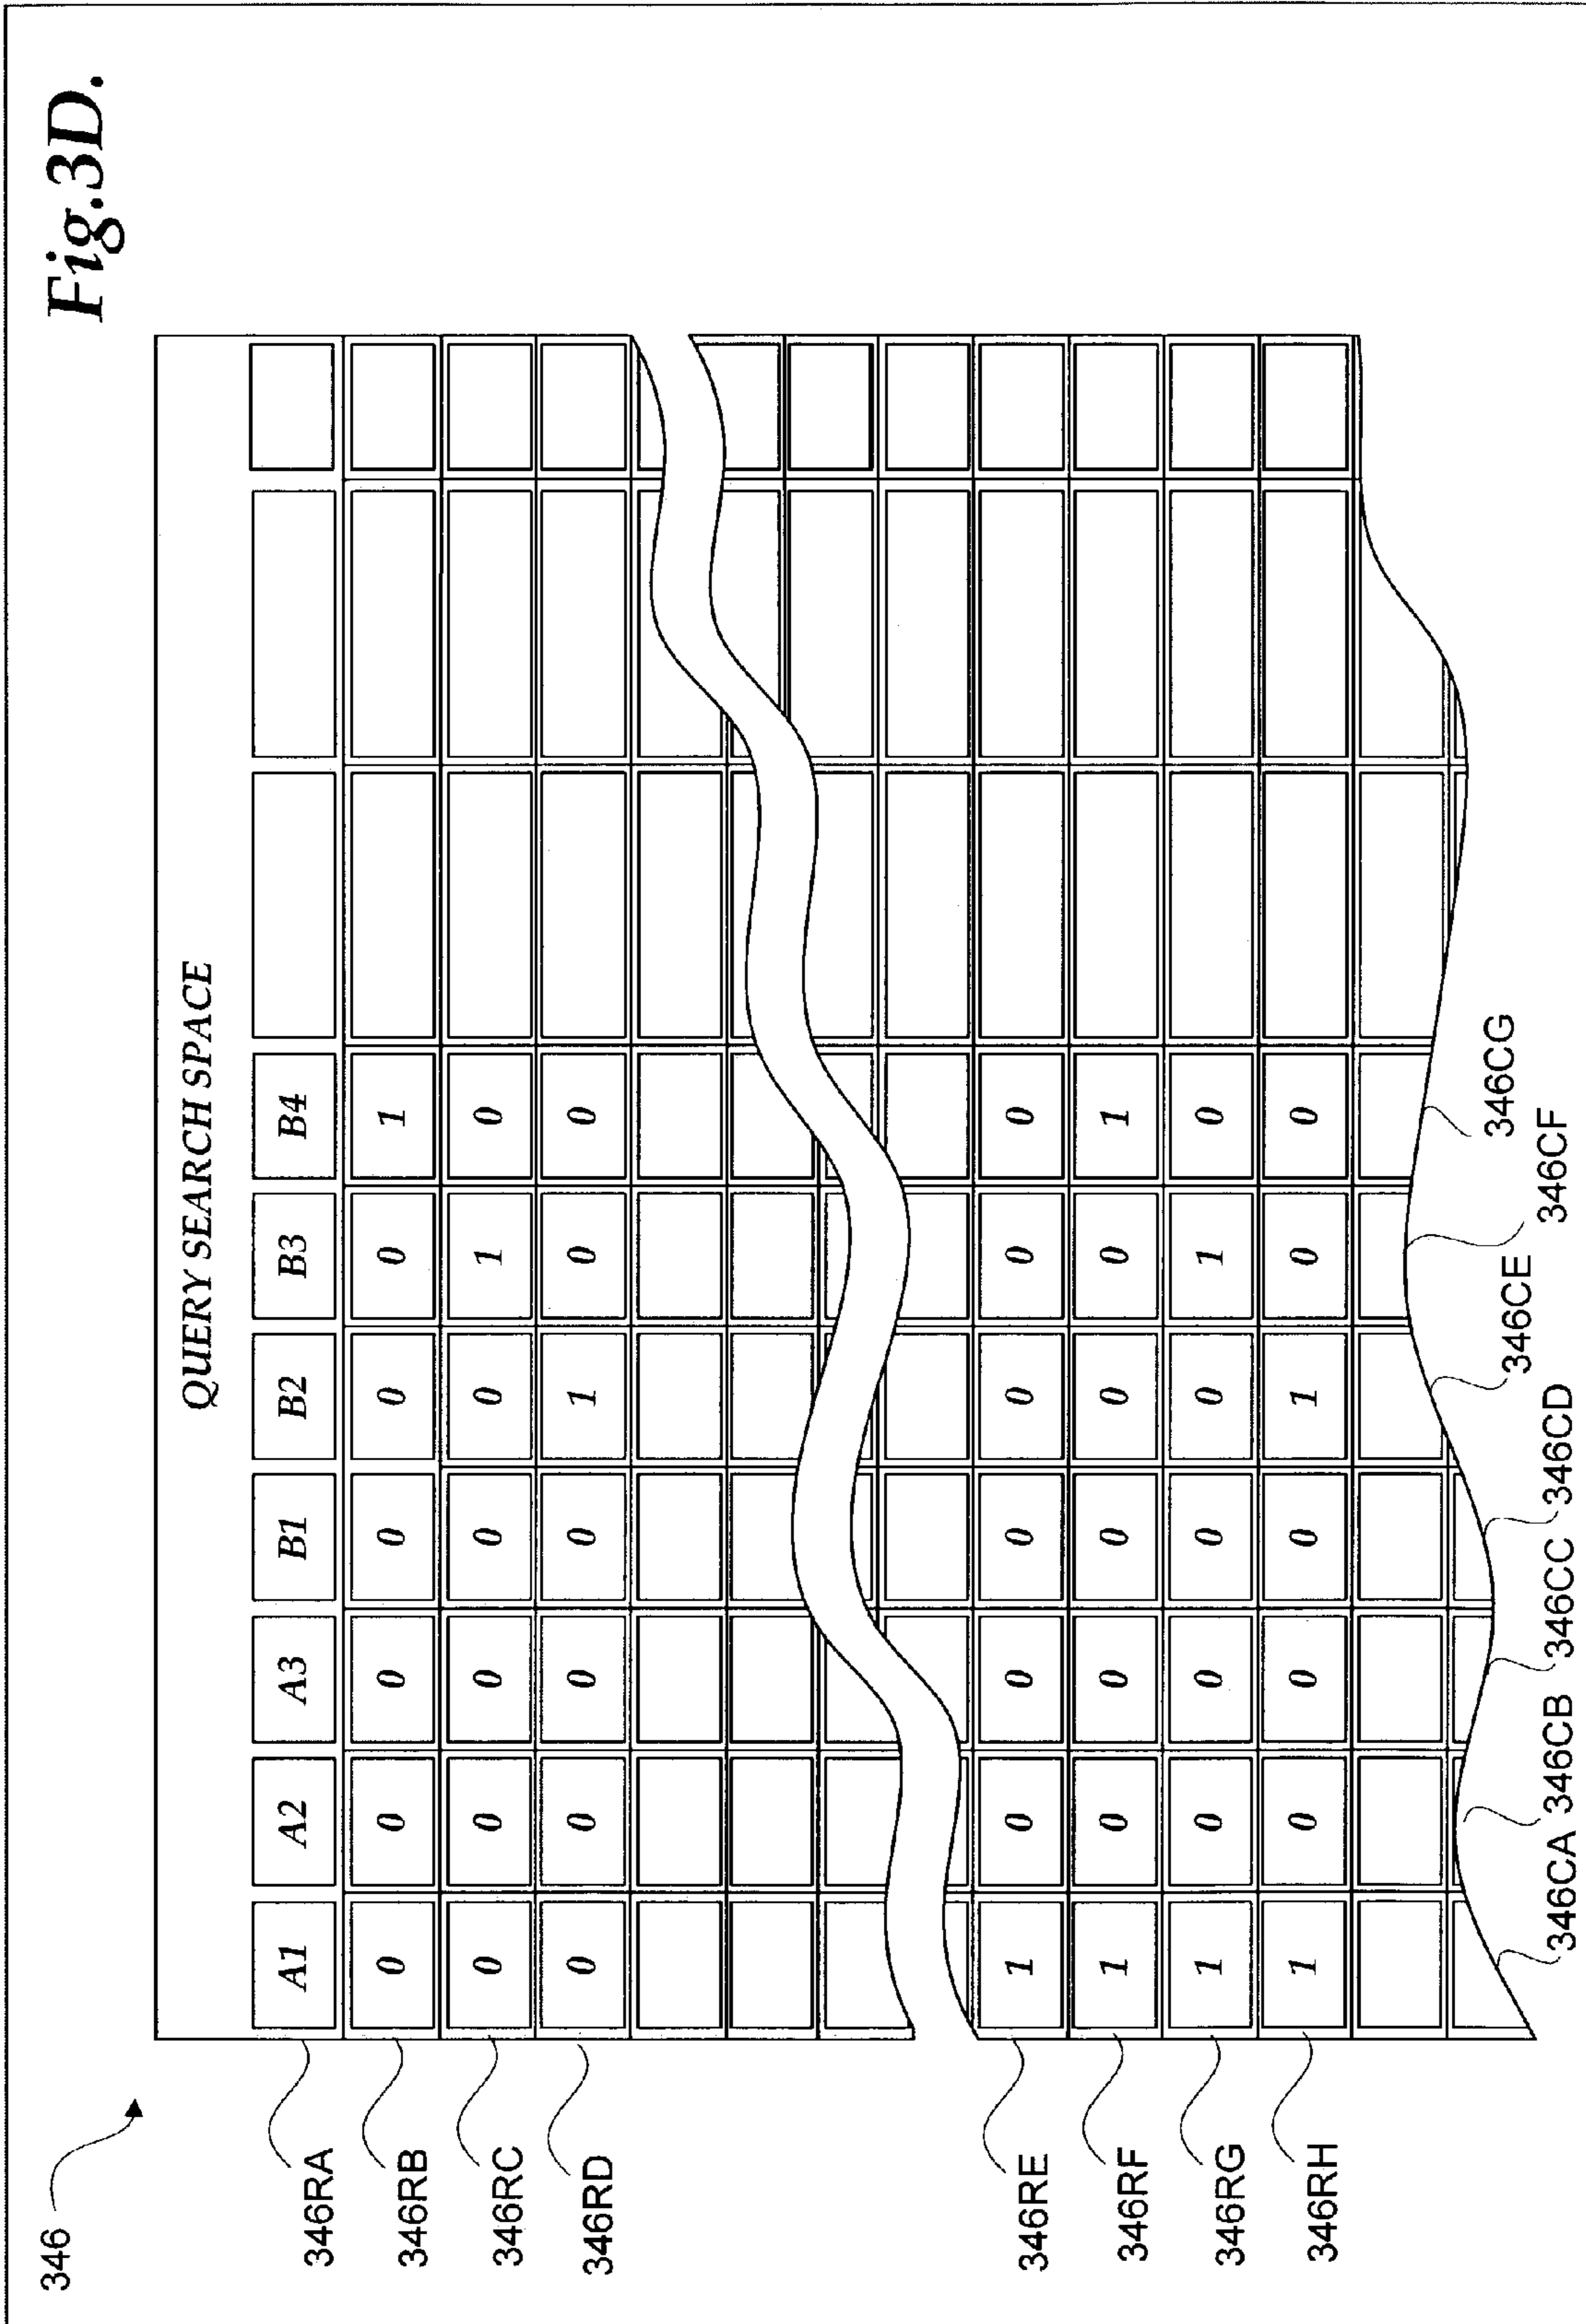 Fig.3D.
346
QUERY SEARCH SPACE
346RA A1 A2 A3 B1 B2 B3 B4
346RB 0 0 0 0 0 0 1
346RC 0 0 0 0 0 1 0
346RD 0 0 0 0 1 0 0
346RE 1 0 0 0 0 0 0
346RF 1 0 0 0 0 0 1
346RG 1 0 0 0 0 1 0
346RH 1 0 0 0 1 0 0
346CA 346CB 346CC 346CD 346CE 346CF 346CG